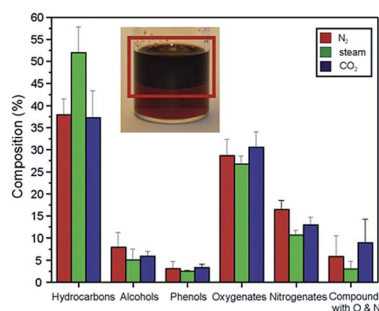 60
55
50
45
40
35
30
25
20
15
10
5
0
Composition (%)
N2
steam
CO2
Hydrocarbons Alcohols Phenols Oxygenates Nitrogenates Compound
with O & N